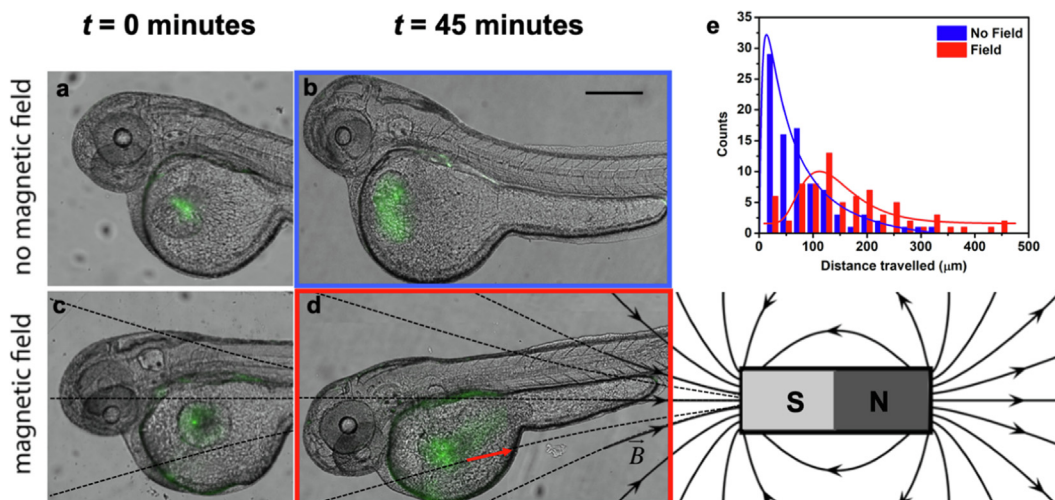 t = 0 minutes
t = 45 minutes
no magnetic field
magnetic field
a
b
c
d
B
e
No Field
Field
Counts
35
30
25
20
15
10
5
0
0
100
200
300
400
500
Distance travelled (μm)
S
N